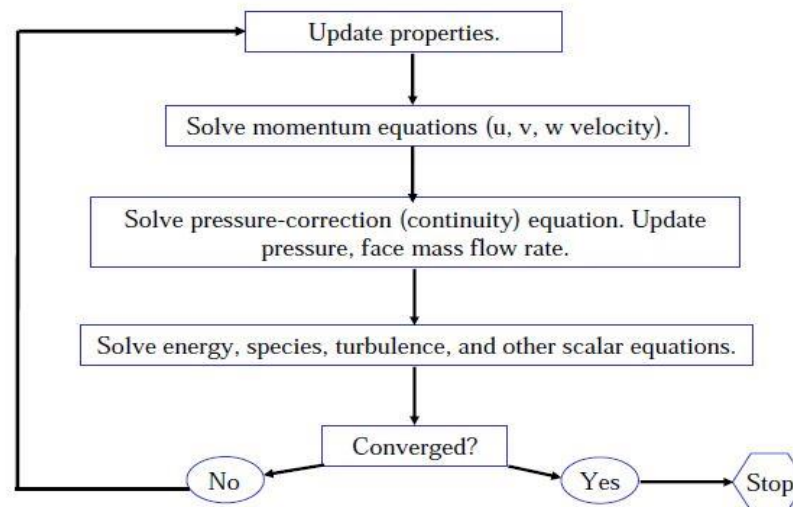 Update properties.
Solve momentum equations (u, v, w velocity).
Solve pressure-correction (continuity) equation. Update
pressure, face mass flow rate.
Solve energy, species, turbulence, and other scalar equations.
Converged?
No
Yes
Stop